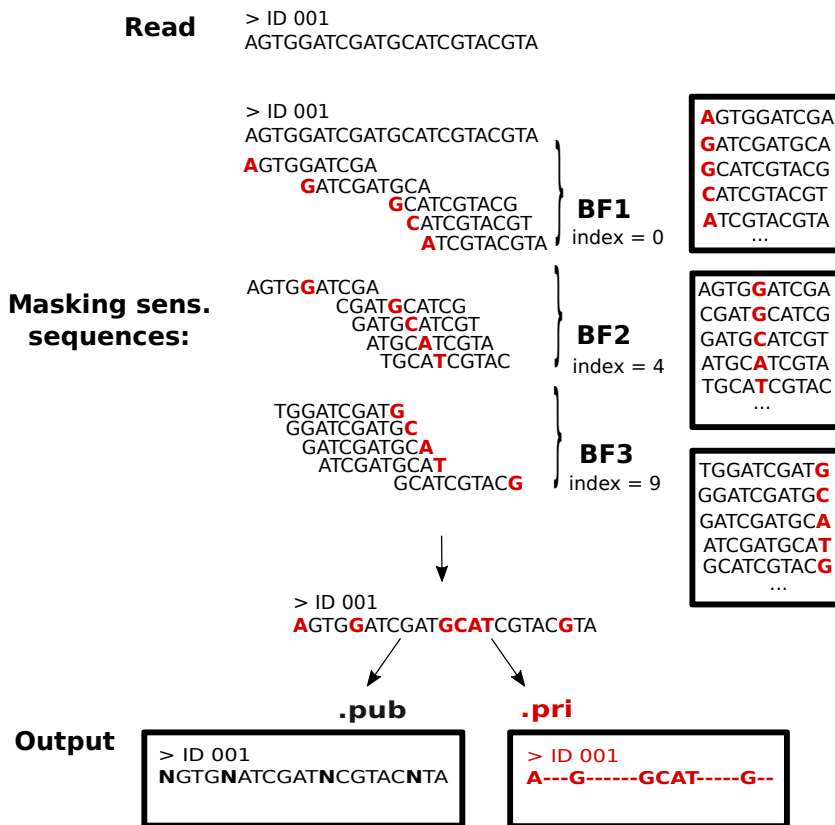 Read
> ID 001
AGTGGATCGATGCATCGTACGTA
Masking sens.
sequences:
> ID 001
AGTGGATCGATGCATCGTACGTA
AGTGGATCGA
GATCGATGCA
GCATCGTACG
CATCGTACGT
ATCGTACGTA
BF1
index = 0
AGTGGATCGA
GATCGATGCA
GCATCGTACG
CATCGTACGT
ATCGTACGTA
...
AGTGGATCGA
CGATGCATCG
GATGCATCGT
ATGCATCGTA
TGCATCGTAC
BF2
index = 4
AGTGGATCGA
CGATGCATCG
GATGCATCGT
ATGCATCGTA
TGCATCGTAC
...
TGGATCGATG
GGATCGATGC
GATCGATGCA
ATCGATGCAT
GCATCGTACG
BF3
index = 9
TGGATCGATG
GGATCGATGC
GATCGATGCA
ATCGATGCAT
GCATCGTACG
...
> ID 001
AGTGGATCGATGCATCGTACGTA
Output
.pub
> ID 001
NGTGNATCGATNCGTACNTA
.pri
> ID 001
A---G------GCAT-----G--